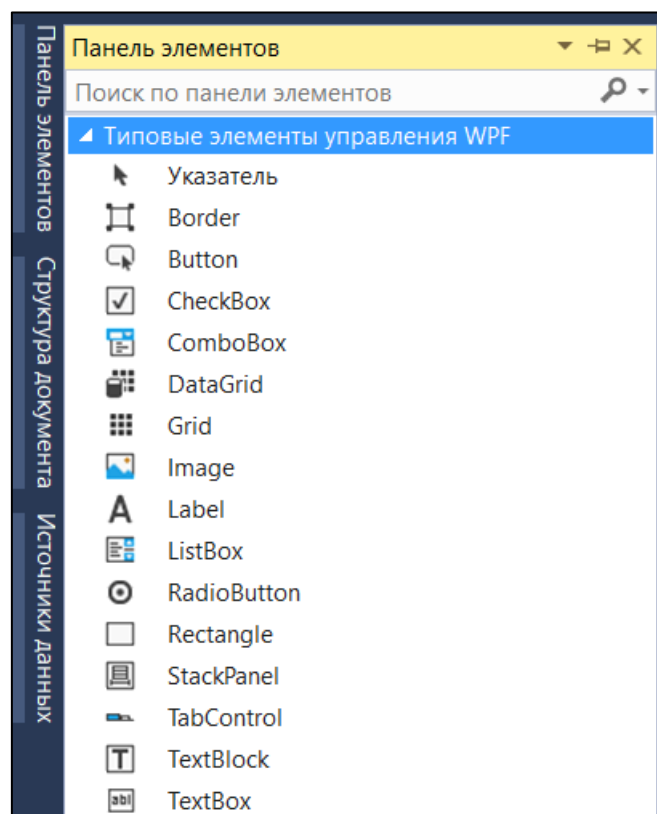 Панель элементов
Структура документа
Источники данных
Панель элементов
Поиск по панели элементов
Типовые элементы управления WPF
Указатель
Border
Button
CheckBox
ComboBox
DataGrid
Grid
Image
A Label
ListBox
RadioButton
Rectangle
StackPanel
TabControl
T TextBlock
abl TextBox